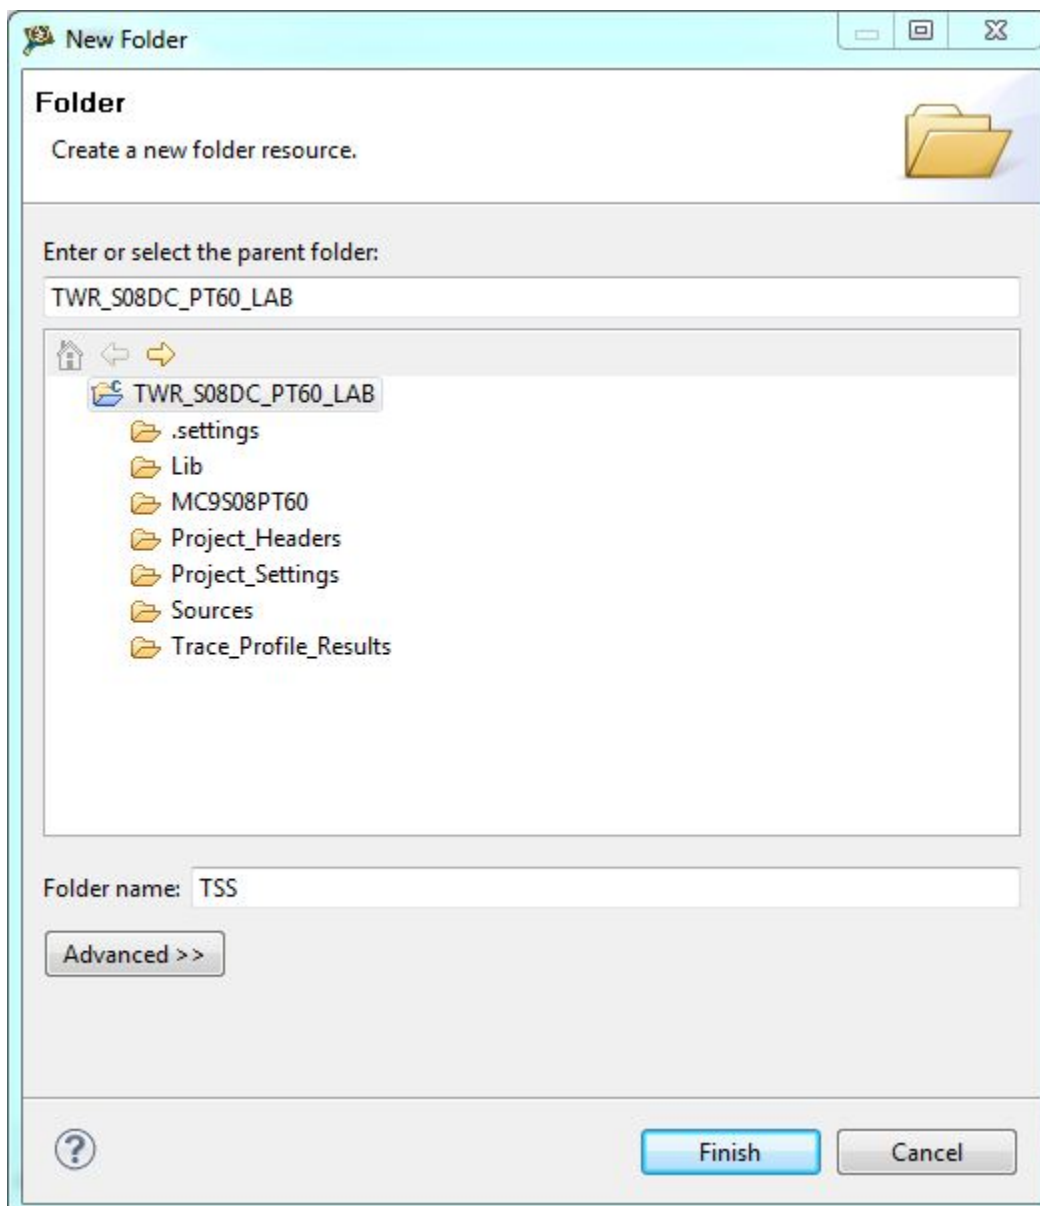 New Folder
Folder
Create a new folder resource.
Enter or select the parent folder:
TWR_S08DC_PT60_LAB
TWR_S08DC_PT60_LAB
.settings
Lib
MC9S08PT60
Project_Headers
Project_Settings
Sources
Trace_Profile_Results
Folder name: TSS
Advanced >>
Finish Cancel